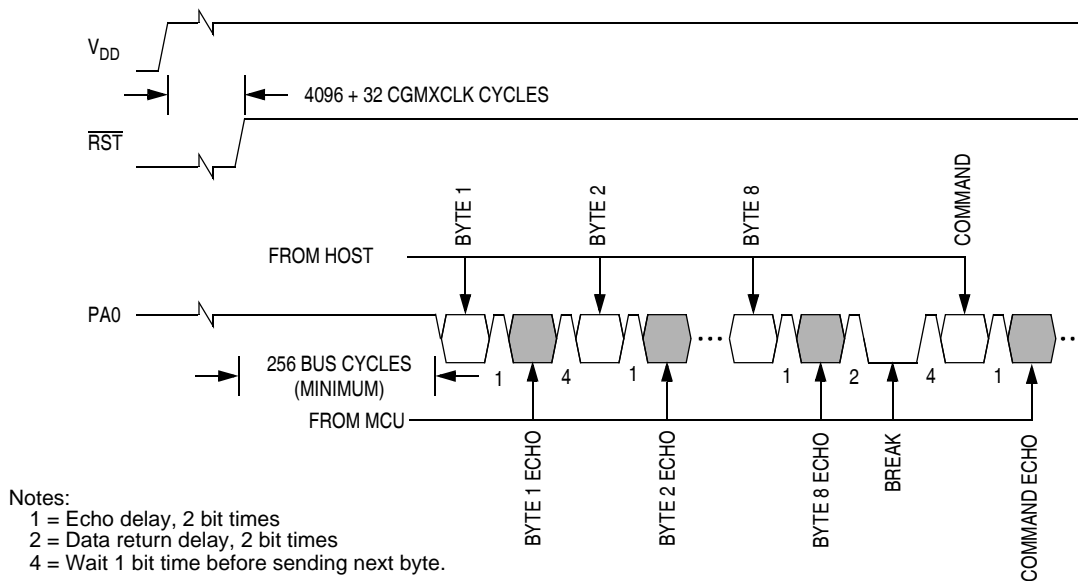 VDD
4096 + 32 CGMXCLK CYCLES
RST
BYTE 1
BYTE 2
BYTE 8
COMMAND
FROM HOST
PA0
256 BUS CYCLES
(MINIMUM)
1
4
1
1
2
4
1
FROM MCU
BYTE 1 ECHO
BYTE 2 ECHO
BYTE 8 ECHO
BREAK
COMMAND ECHO
Notes:
1 = Echo delay, 2 bit times
2 = Data return delay, 2 bit times
4 = Wait 1 bit time before sending next byte.